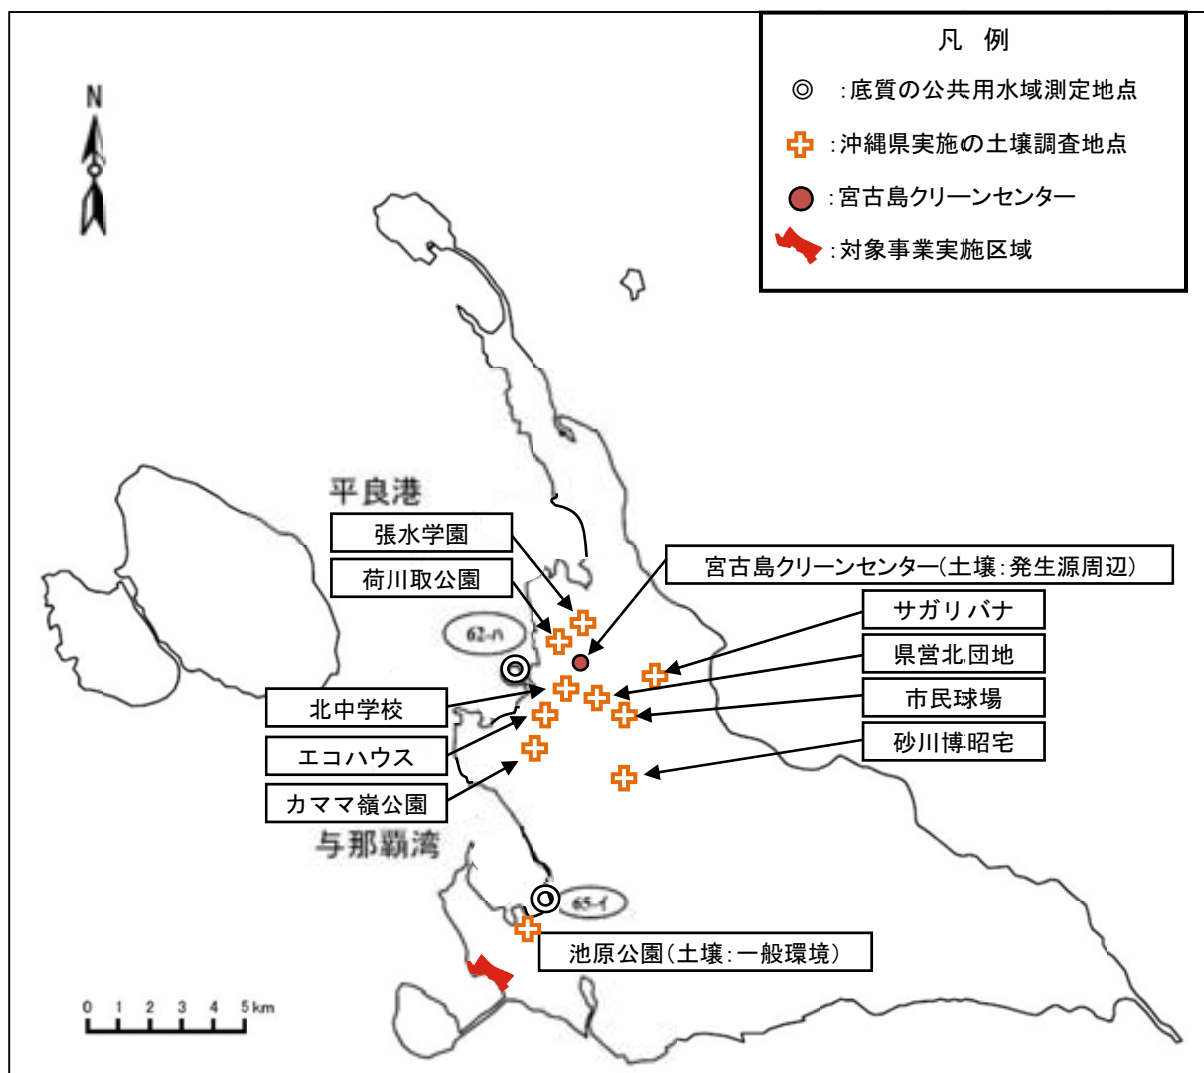 凡 例
◎ :底質の公共用水域測定地点
:沖縄県実施の土壌調査地点
:宮古島クリーンセンター
:対象事業実施区域
N
平良港
張水学園
荷川取公園
宮古島クリーンセンター(土壌:発生源周辺)
サガリバナ
62-ハ
県営北団地
北中学校
市民球場
エコハウス
砂川博昭宅
カママ嶺公園
与那覇湾
65-イ
池原公園(土壌:一般環境)
0 1 2 3 4 5 km